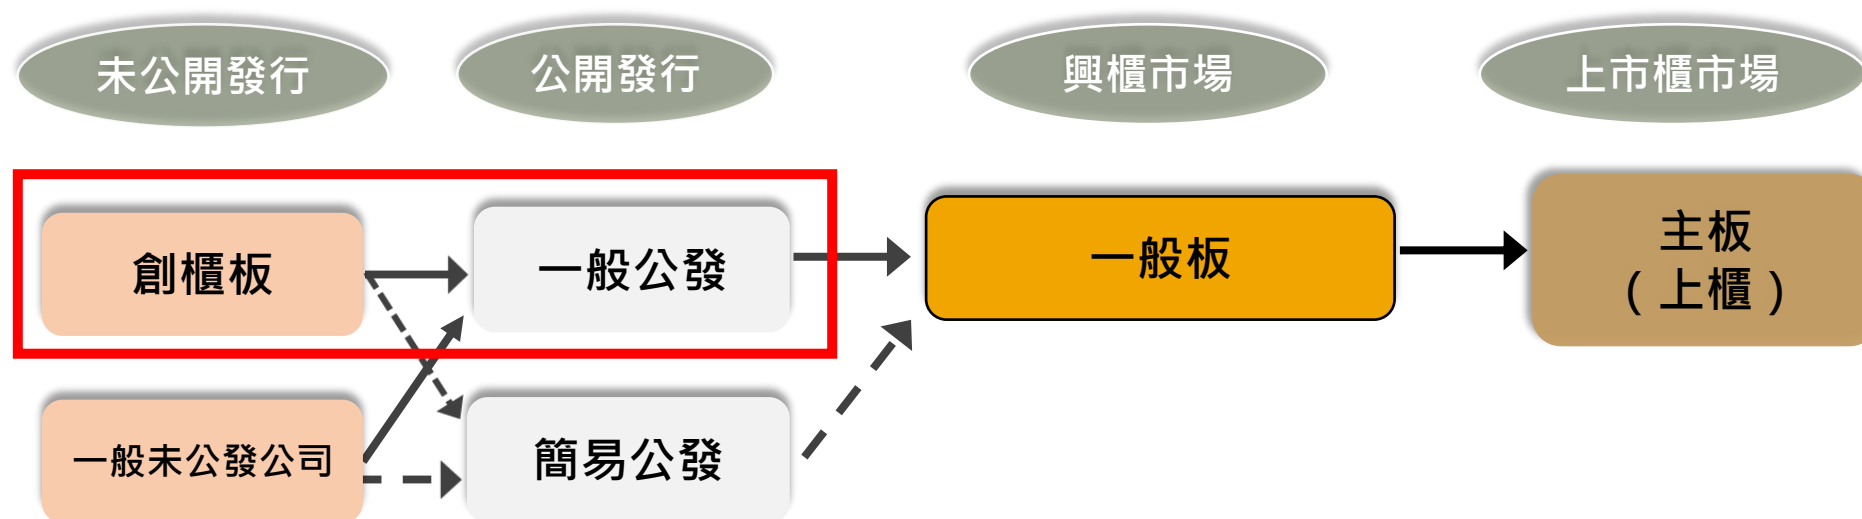 未公開發行
公開發行
興櫃市場
上市櫃市場
創櫃板
一般公發
一般板
主板
（上櫃）
一般未公發公司
簡易公發